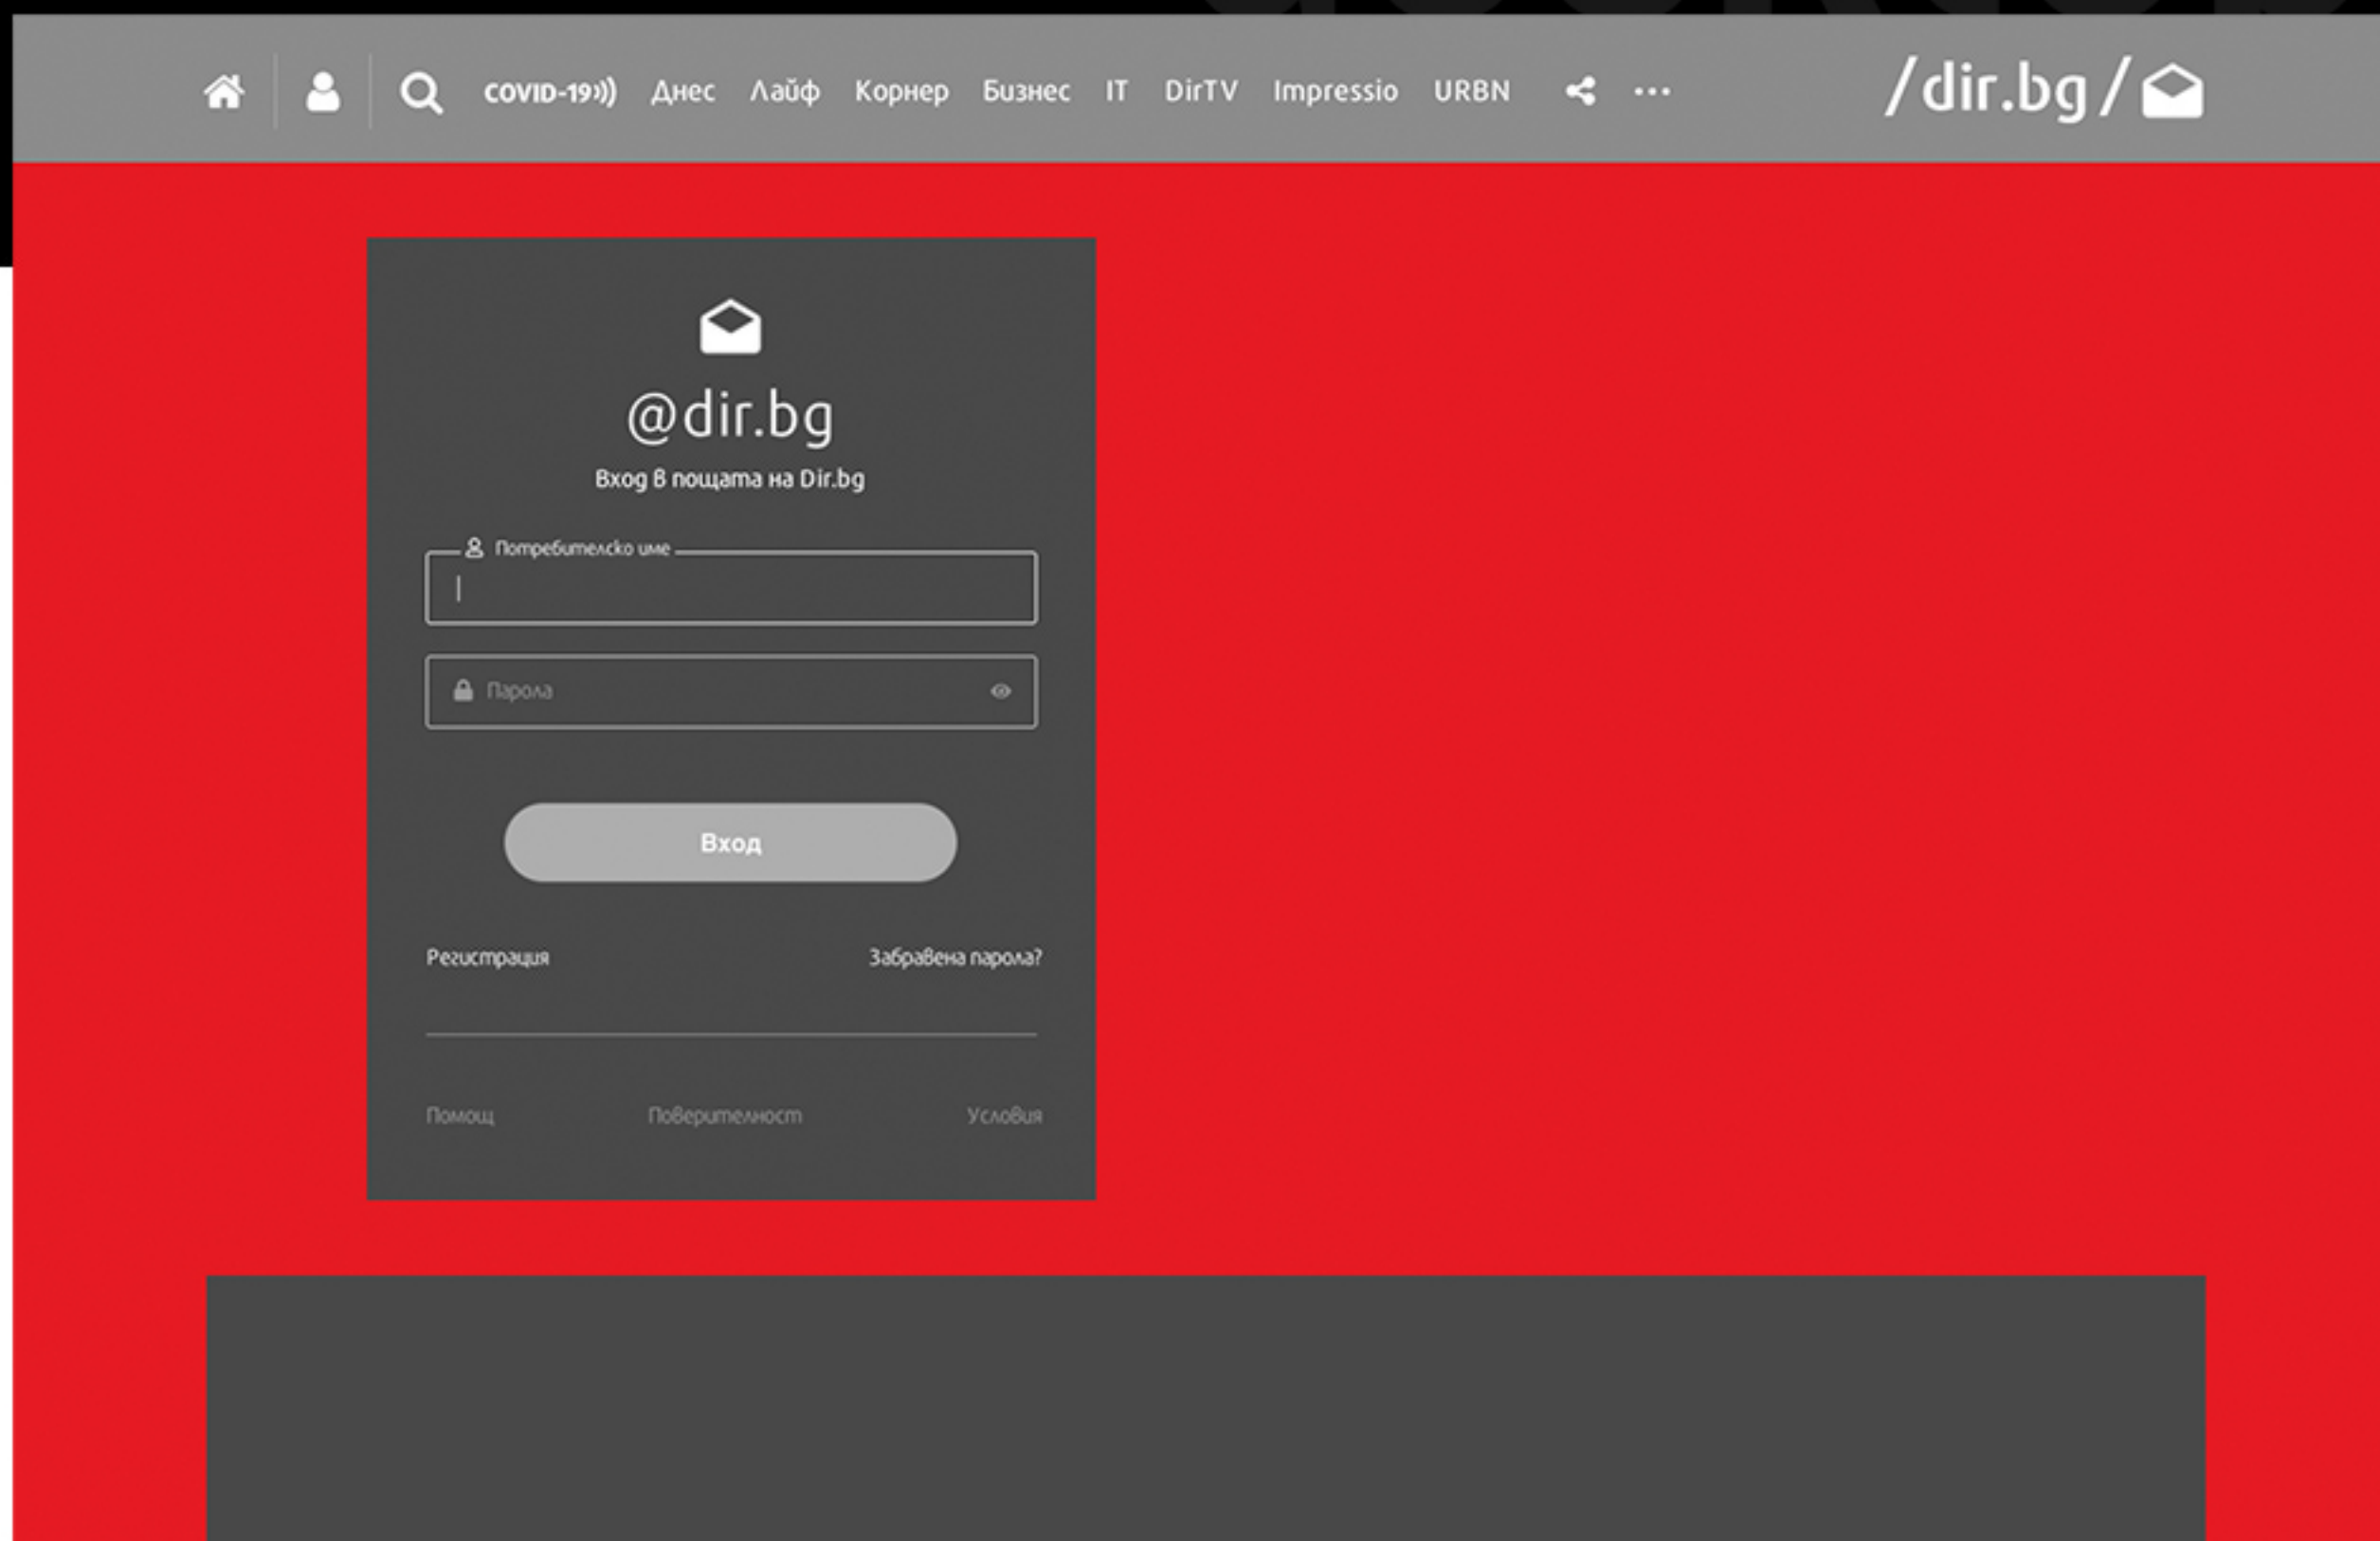 COVID-19 Днес Лайф Корнер Бизнес IT DirTV Impressio URBN /dir.bg/
@dir.bg
Вход в пощата на Dir.bg
Потребителско име
Парола
Вход
Регистрация Забравена парола?
Помощ Поверителност Условия